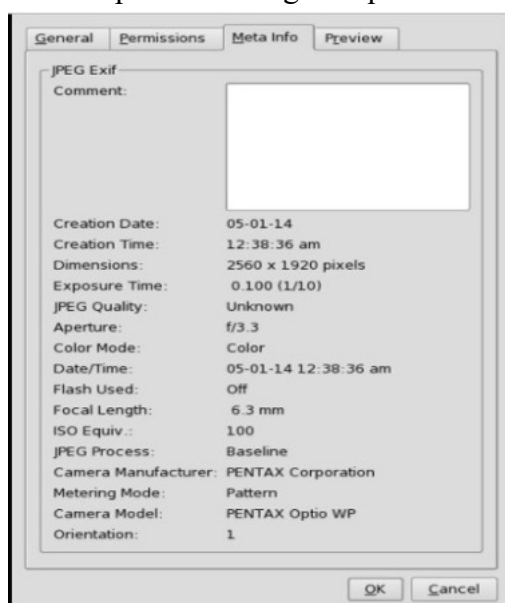 General Permissions Meta Info Preview
JPEG Exif
Comment:
Creation Date: 05-01-14
Creation Time: 12:38:36 am
Dimensions: 2560 x 1920 pixels
Exposure Time: 0.100 (1/10)
JPEG Quality: Unknown
Aperture: f/3.3
Color Mode: Color
Date/Time: 05-01-14 12:38:36 am
Flash Used: Off
Focal Length: 6.3 mm
ISO Equiv.: 100
JPEG Process: Baseline
Camera Manufacturer: PENTAX Corporation
Metering Mode: Pattern
Camera Model: PENTAX Optio WP
Orientation: 1
OK Cancel